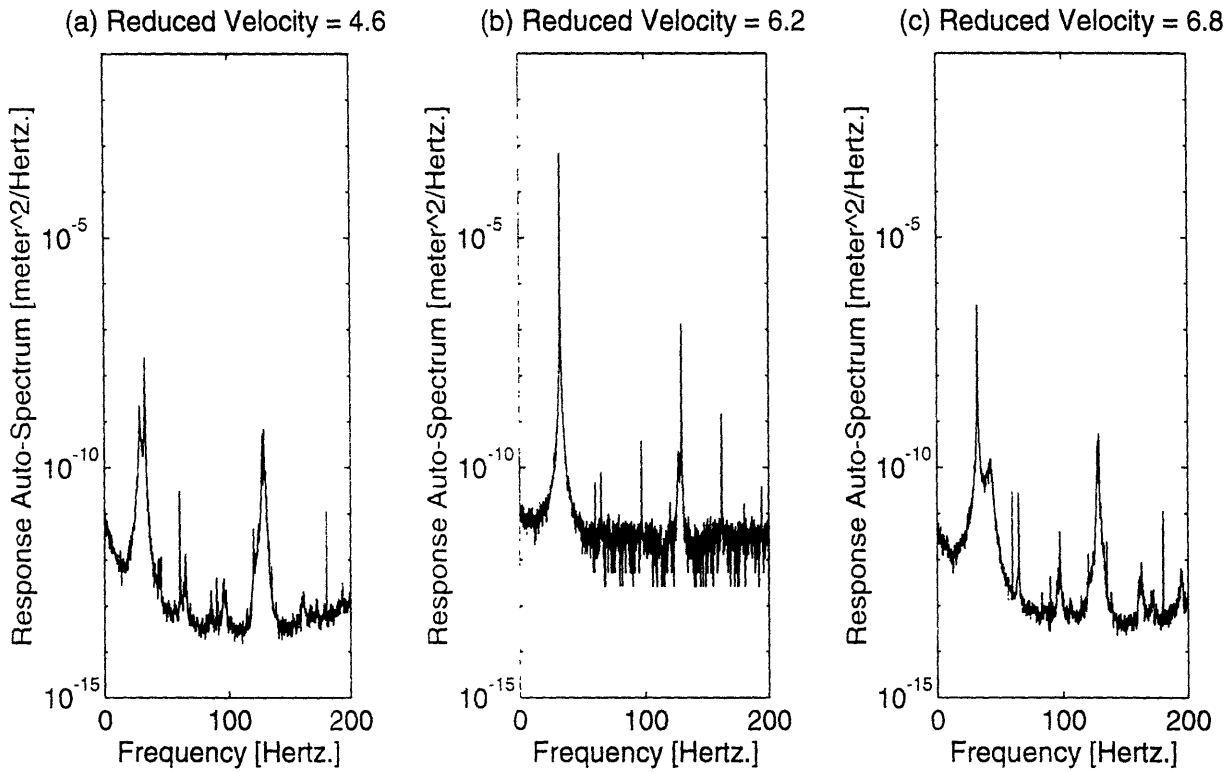 (a) Reduced Velocity = 4.6
(b) Reduced Velocity = 6.2
(c) Reduced Velocity = 6.8
Response Auto-Spectrum [meter^2/Hertz.]
10^-5
10^-10
10^-15
0 100 200
Frequency [Hertz.]
Response Auto-Spectrum [meter^2/Hertz.]
10^-5
10^-10
10^-15
0 100 200
Frequency [Hertz.]
Response Auto-Spectrum [meter^2/Hertz.]
10^-5
10^-10
10^-15
0 100 200
Frequency [Hertz.]